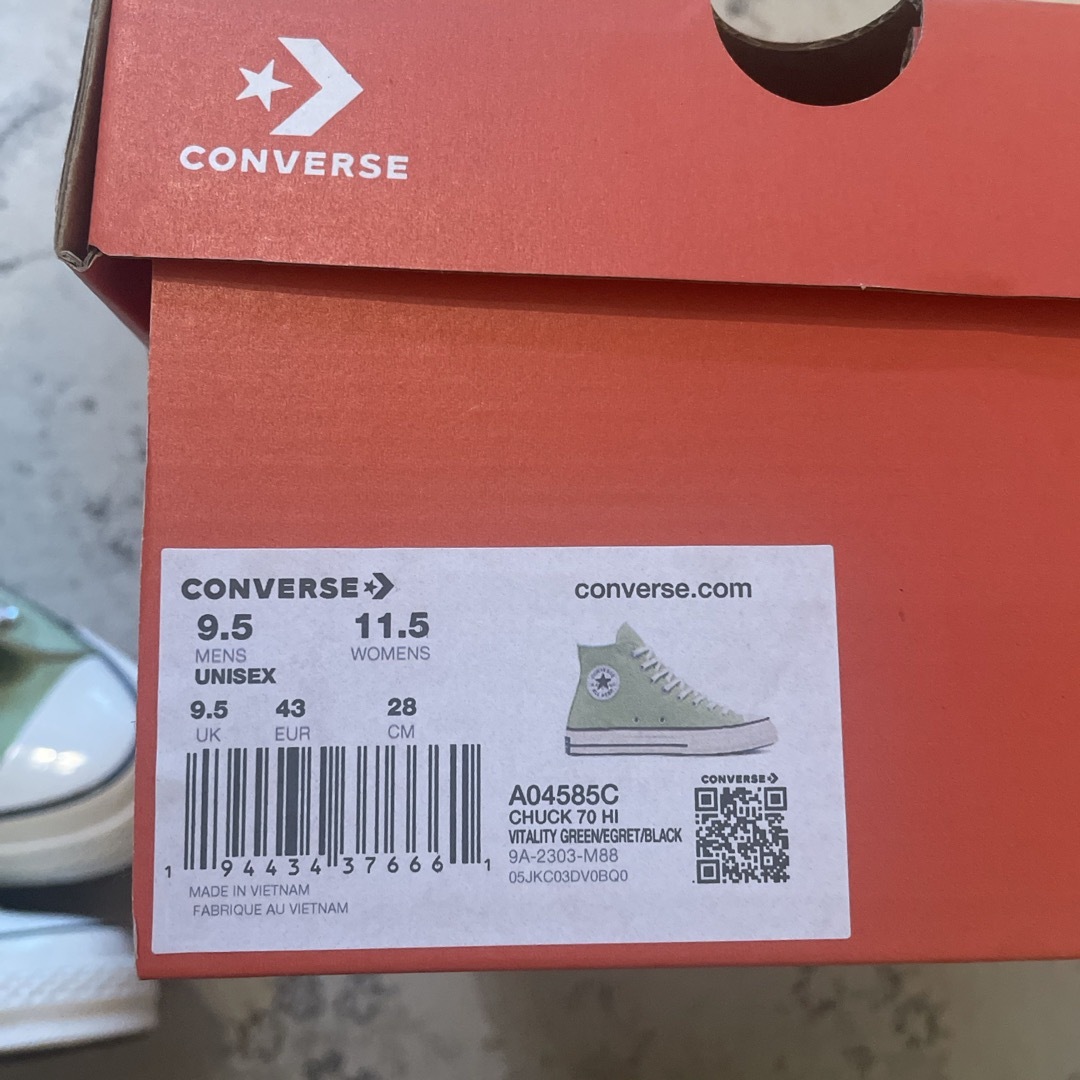 CONVERSE
CONVERSE
converse.com
9.5 11.5
MENS WOMENS
UNISEX
9.5 43 28
UK EUR CM
CONVERSE
A04585C
CHUCK 70 HI
VITALITY GREEN/EGRET/BLACK
9A-2303-M88
05JKC03DV0BQ0
1 94434 37666 1
MADE IN VIETNAM
FABRIQUE AU VIETNAM